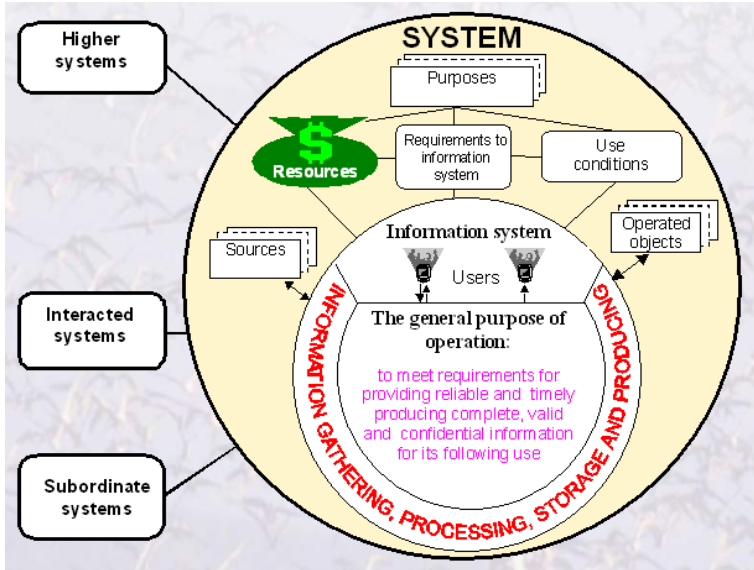 SYSTEM
Higher
systems
Purposes
$
Resources
Requirements to
information
system
Use
conditions
Sources
Operated
objects
Information system
Users
Interacted
systems
The general purpose of
operation:
to meet requirements for
providing reliable and timely
producing complete, valid
and confidential information
for its following use
INFORMATION GATHERING, PROCESSING, STORAGE AND PRODUCING
Subordinate
systems